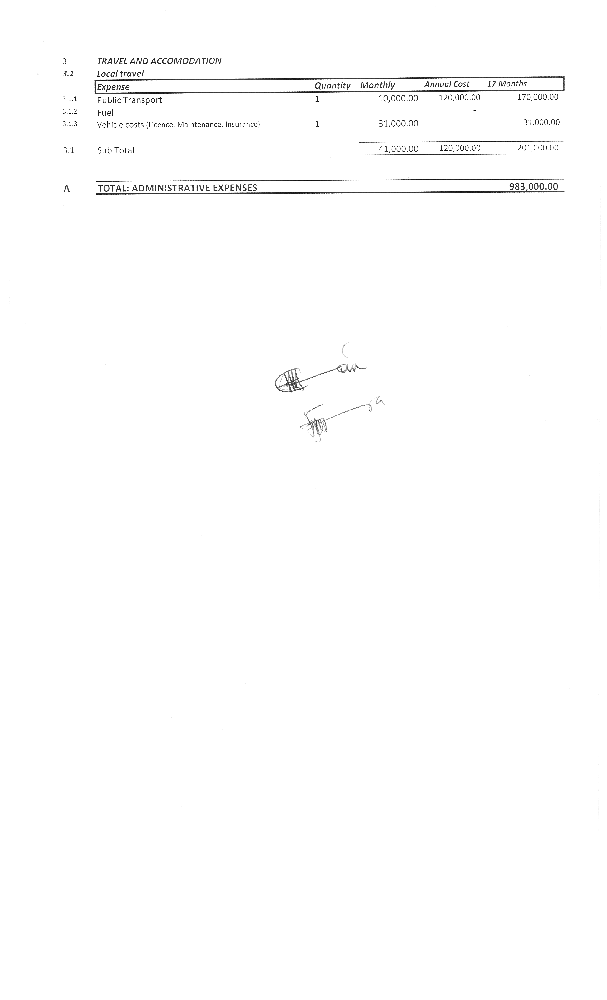 3 TRAVEL AND ACCOMODATION
3.1 Local travel
Expense Quantity Monthly Annual Cost 17 Months
3.1.1 Public Transport 1 10,000.00 120,000.00 170,000.00
3.1.2 Fuel - -
3.1.3 Vehicle costs (Licence, Maintenance, Insurance) 1 31,000.00 31,000.00
3.1 Sub Total 41,000.00 120,000.00 201,000.00
A TOTAL: ADMINISTRATIVE EXPENSES 983,000.00